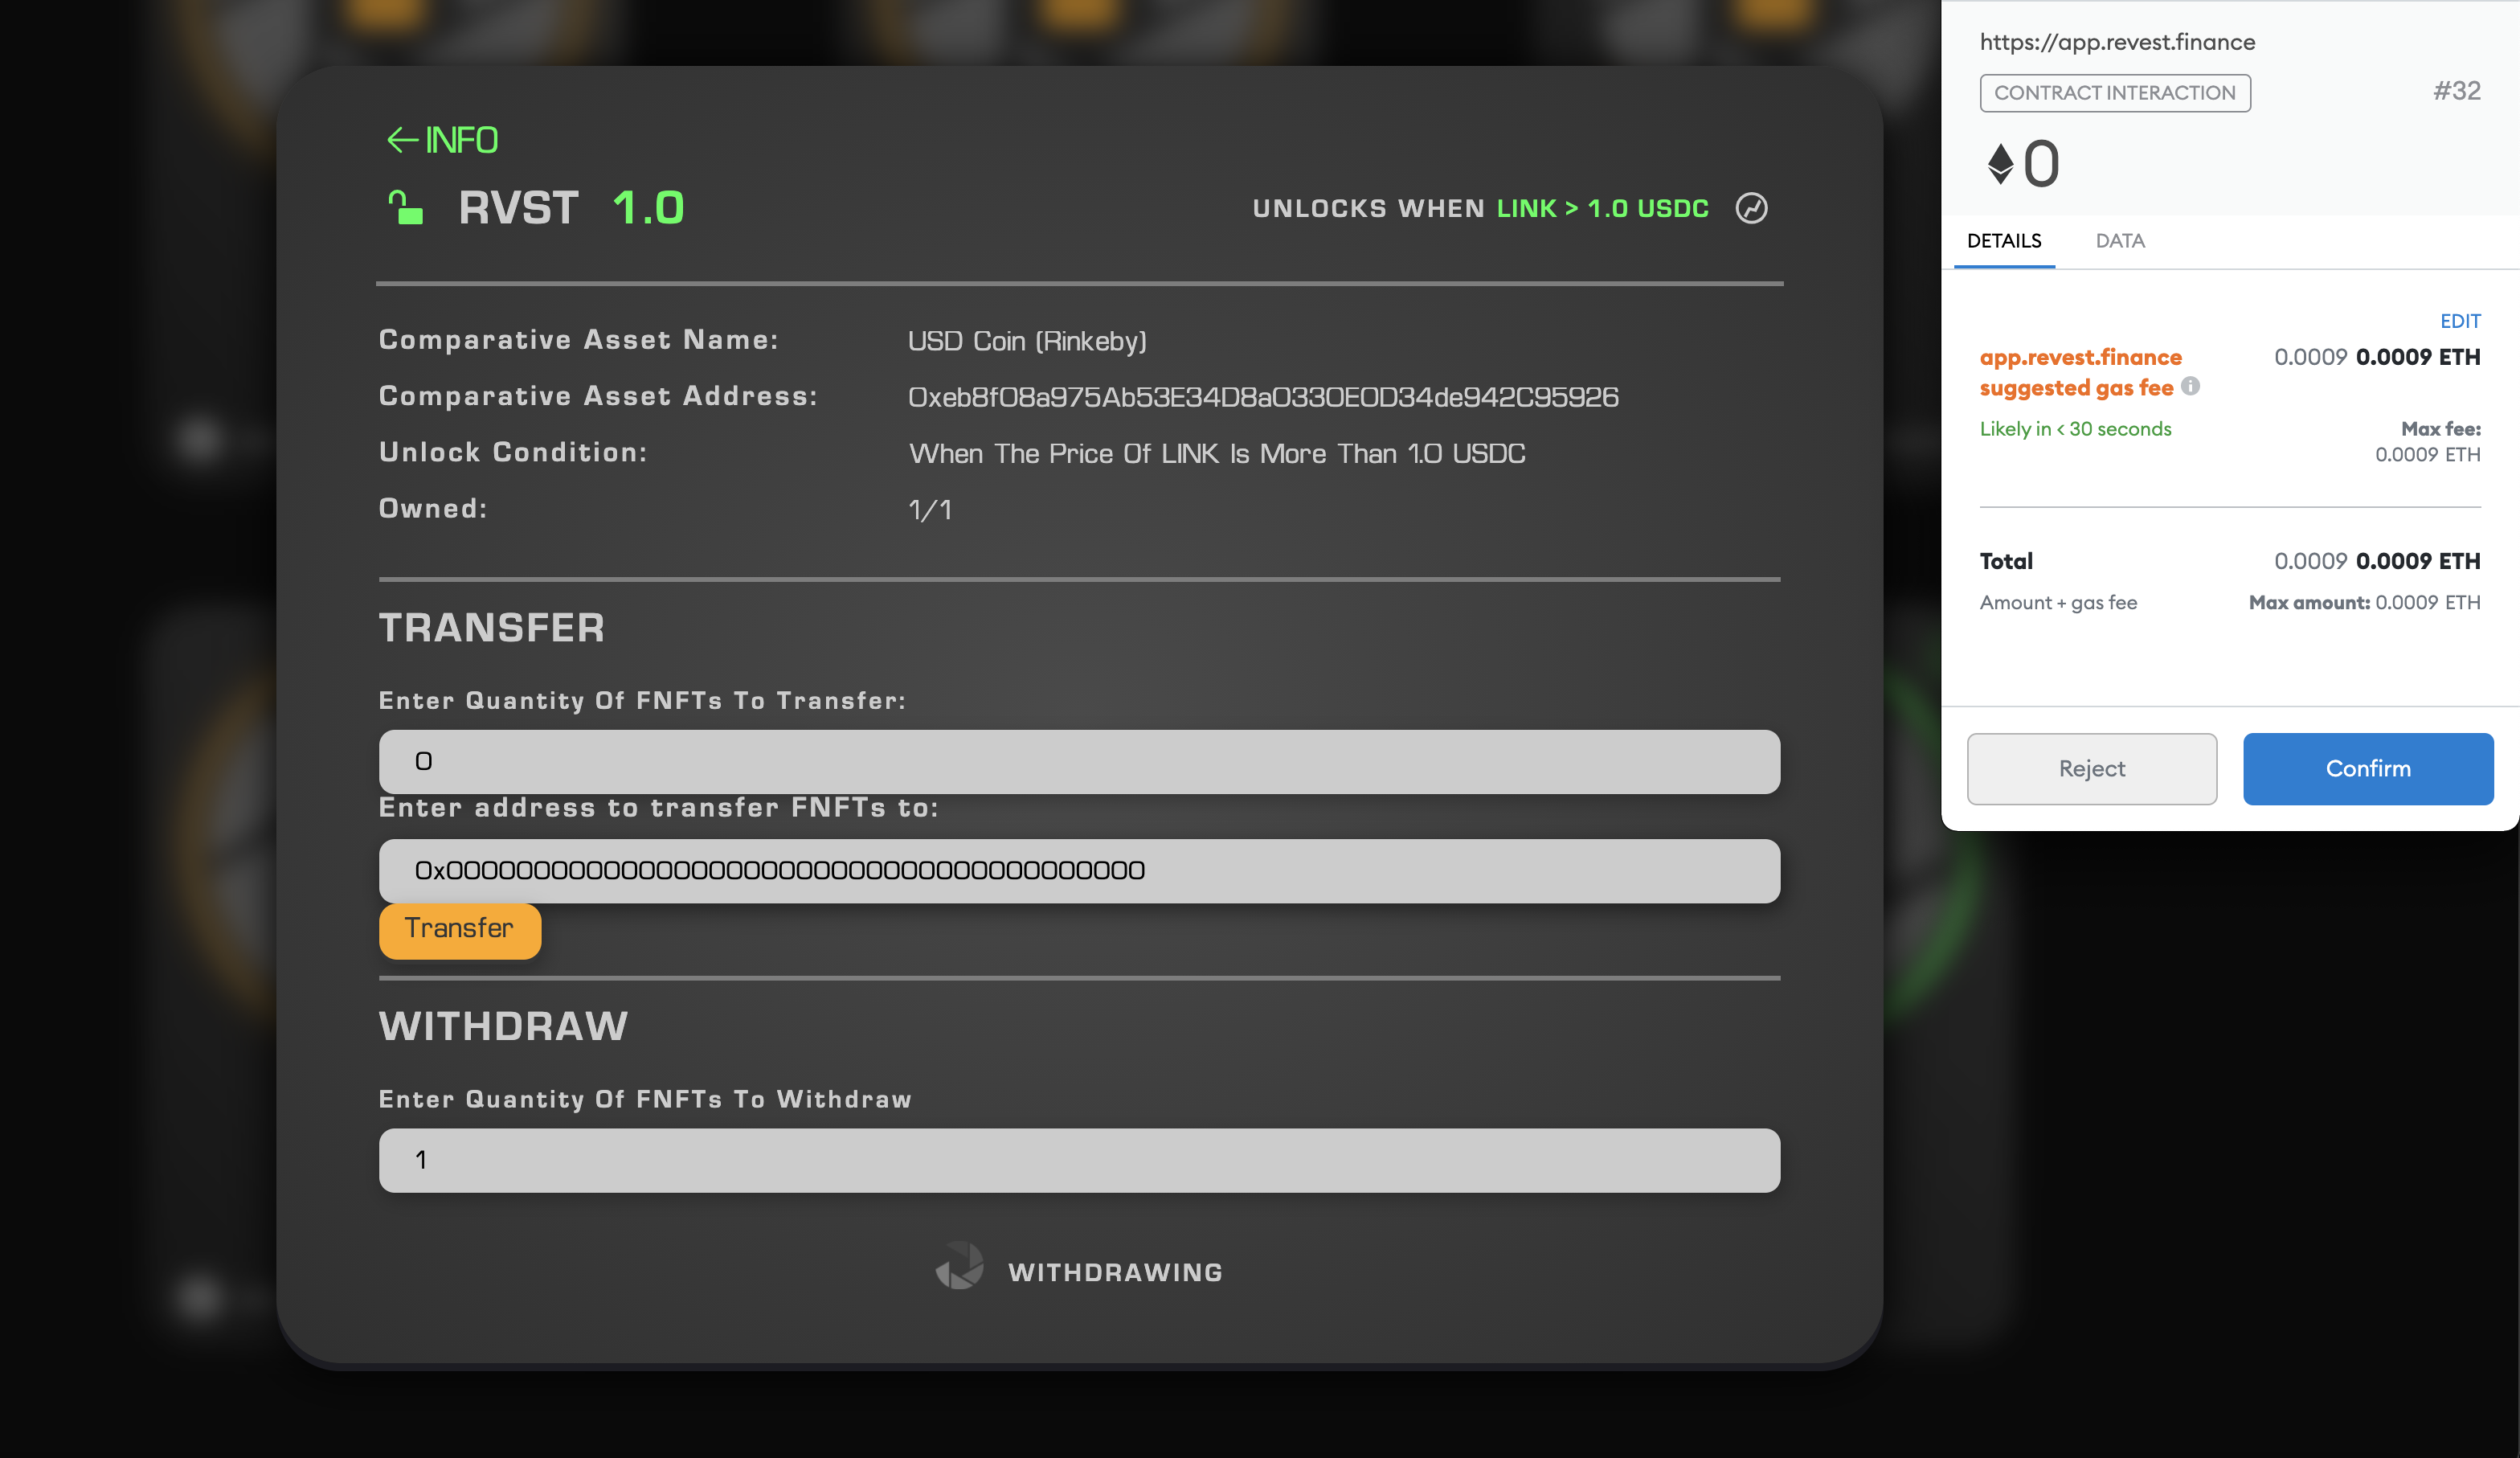 INFO
RVST 1.0
UNLOCKS WHEN LINK > 1.0 USDC
Comparative Asset Name: USD Coin (Rinkeby)
Comparative Asset Address: 0xeb8f08a975Ab53E34D8a0330E0D34de942C95926
Unlock Condition: When The Price Of LINK Is More Than 1.0 USDC
Owned: 1/1
TRANSFER
Enter Quantity Of FNFTs To Transfer:
0
Enter address to transfer FNFTs to:
0x0000000000000000000000000000000000000000
Transfer
WITHDRAW
Enter Quantity Of FNFTs To Withdraw
1
WITHDRAWING
https://app.revest.finance
CONTRACT INTERACTION #32
0
DETAILS DATA
EDIT
app.revest.finance 0.0009 0.0009 ETH
suggested gas fee
Likely in < 30 seconds Max fee:
0.0009 ETH
Total 0.0009 0.0009 ETH
Amount + gas fee Max amount: 0.0009 ETH
Reject Confirm